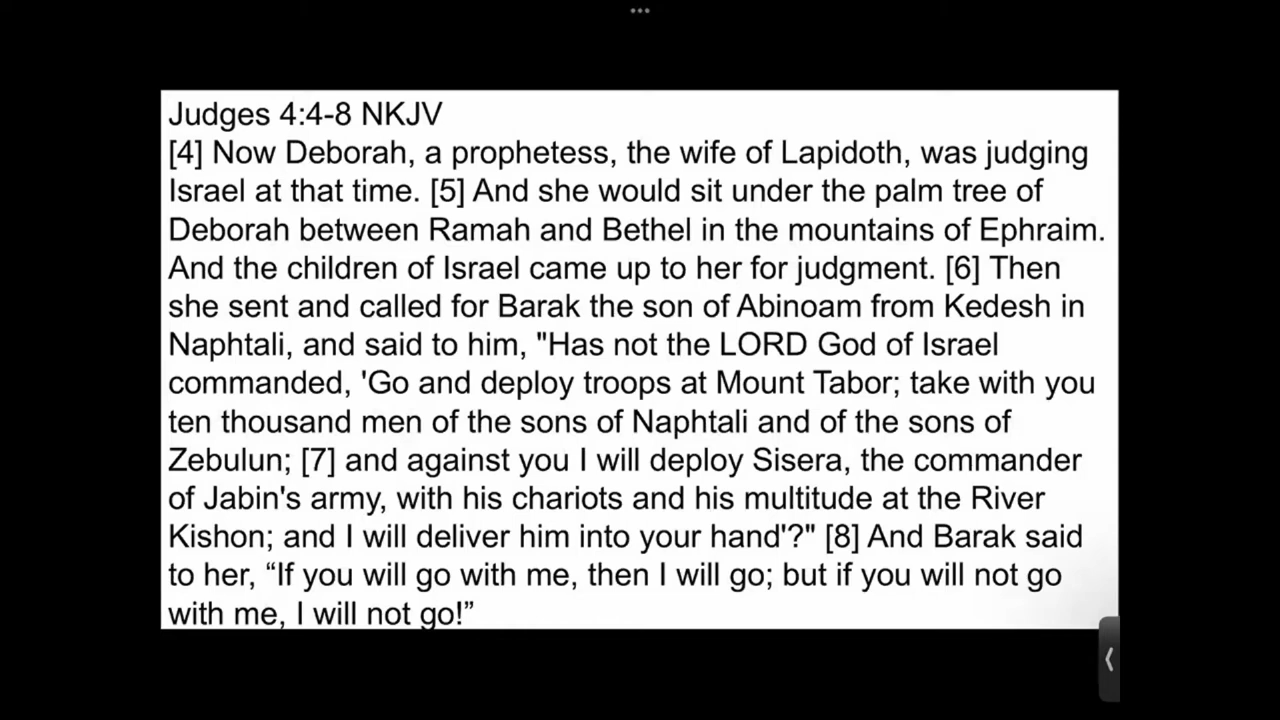 Judges 4:4-8 NKJV
[4] Now Deborah, a prophetess, the wife of Lapidoth, was judging
Israel at that time. [5] And she would sit under the palm tree of
Deborah between Ramah and Bethel in the mountains of Ephraim.
And the children of Israel came up to her for judgment. [6] Then
she sent and called for Barak the son of Abinoam from Kedesh in
Naphtali, and said to him, "Has not the LORD God of Israel
commanded, 'Go and deploy troops at Mount Tabor; take with you
ten thousand men of the sons of Naphtali and of the sons of
Zebulun; [7] and against you I will deploy Sisera, the commander
of Jabin's army, with his chariots and his multitude at the River
Kishon; and I will deliver him into your hand'?" [8] And Barak said
to her, “If you will go with me, then I will go; but if you will not go
with me, I will not go!”